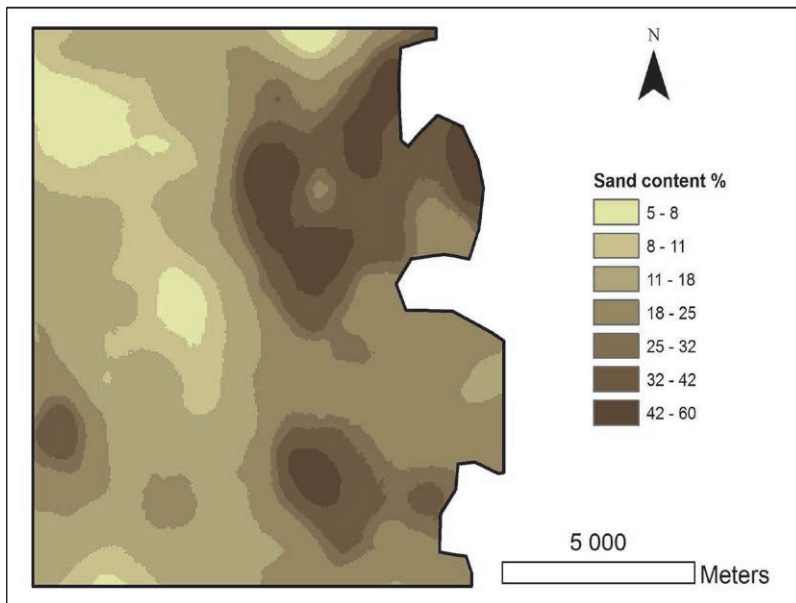 N
Sand content %
5 - 8
8 - 11
11 - 18
18 - 25
25 - 32
32 - 42
42 - 60
5 000
Meters